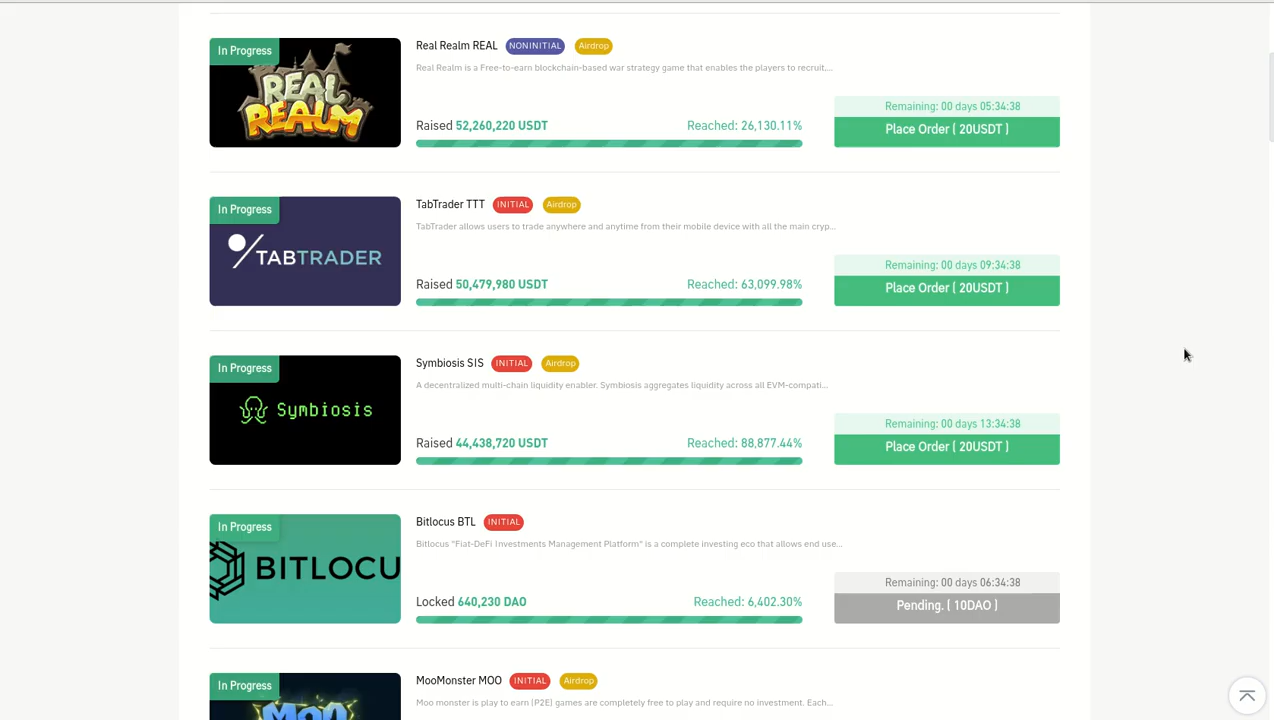 In Progress
REAL
REALM
Real Realm REAL NONINITIAL Airdrop
Real Realm is a Free-to-earn blockchain-based war strategy game that enables the players to recruit,...
Raised 52,260,220 USDT Reached: 26,130.11%
Remaining: 00 days 05:34:38
Place Order [ 20USDT ]
In Progress
TABTRADER
TabTrader TTT INITIAL Airdrop
TabTrader allows users to trade anywhere and anytime from their mobile device with all the main cryp...
Raised 50,479,980 USDT Reached: 63,099.98%
Remaining: 00 days 09:34:38
Place Order [ 20USDT ]
In Progress
Symbiosis
Symbiosis SIS INITIAL Airdrop
A decentralized multi-chain liquidity enabler. Symbiosis aggregates liquidity across all EVM-compati...
Raised 44,438,720 USDT Reached: 88,877.44%
Remaining: 00 days 13:34:38
Place Order [ 20USDT ]
In Progress
BITLOCU
Bitlocus BTL INITIAL
Bitlocus "Fiat-DeFi Investments Management Platform" is a complete investing eco that allows end use...
Locked 640,230 DAO Reached: 6,402.30%
Remaining: 00 days 06:34:38
Pending. [ 10DAO ]
In Progress
MOO
MooMonster MOO INITIAL Airdrop
Moo monster is play to earn [P2E] games are completely free to play and require no investment. Each...